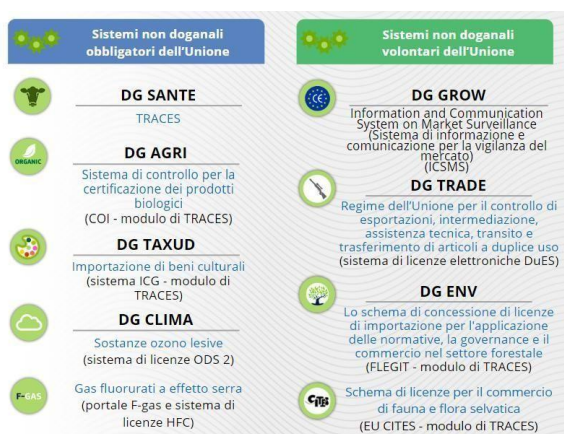 Sistemi non doganali
obbligatori dell'Unione
DG SANTE
TRACES
ORGANIC
DG AGRI
Sistema di controllo per la
certificazione dei prodotti
biologici
(COI - modulo di TRACES)
DG TAXUD
Importazione di beni culturali
(sistema ICG - modulo di
TRACES)
DG CLIMA
Sostanze ozono lesive
(sistema di licenze ODS 2)
F-GAS
Gas fluorurati a effetto serra
(portale F-gas e sistema di
licenze HFC)
Sistemi non doganali
volontari dell'Unione
CE
DG GROW
Information and Communication
System on Market Surveillance
(Sistema di informazione e
comunicazione per la vigilanza del
mercato)
(ICSMS)
DG TRADE
Regime dell'Unione per il controllo di
esportazioni, intermediazione,
assistenza tecnica, transito e
trasferimento di articoli a duplice uso
(sistema di licenze elettroniche DuES)
DG ENV
Lo schema di concessione di licenze
di importazione per l'applicazione
delle normative, la governance e il
commercio nel settore forestale
(FLEGIT - modulo di TRACES)
CITES
Schema di licenze per il commercio
di fauna e flora selvatica
(EU CITES - modulo di TRACES)